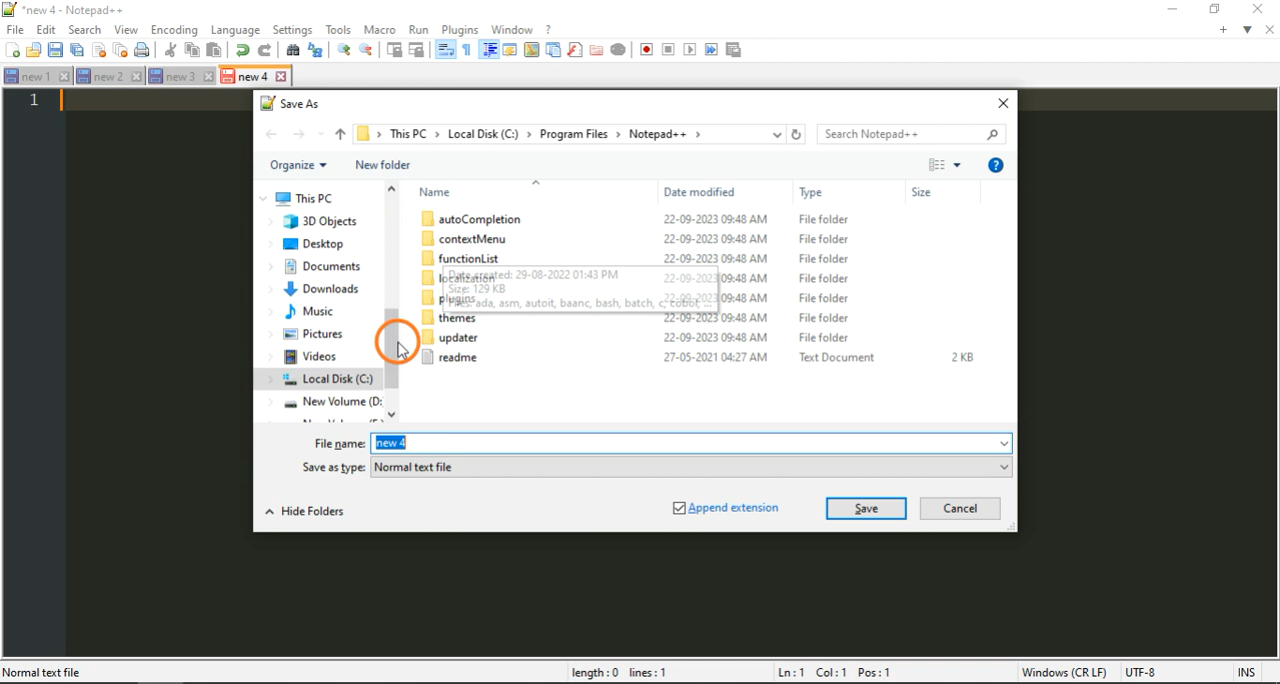 *new 4 - Notepad++
File Edit Search View Encoding Language Settings Tools Macro Run Plugins Window ?
new 1 new 2 new 3 new 4
1
Save As
This PC > Local Disk (C:) > Program Files > Notepad++ >
Search Notepad++
Organize New folder
This PC
3D Objects
Desktop
Documents
Downloads
Music
Pictures
Videos
Local Disk (C:)
New Volume (D:
Name Date modified Type Size
autoCompletion 22-09-2023 09:48 AM File folder
contextMenu 22-09-2023 09:48 AM File folder
functionList 22-09-2023 09:48 AM File folder
localization 22-09-2023 09:48 AM File folder
plugins 22-09-2023 09:48 AM File folder
themes 22-09-2023 09:48 AM File folder
updater 22-09-2023 09:48 AM File folder
readme 27-05-2021 04:27 AM Text Document 2 KB
Date created: 29-08-2022 01:43 PM
Size: 129 KB
Files: ada, asm, autoit, baanc, bash, batch, c, cobol, ...
File name: new 4
Save as type: Normal text file
Hide Folders
Append extension
Save Cancel
Normal text file length : 0 lines : 1 Ln : 1 Col : 1 Pos : 1 Windows (CR LF) UTF-8 INS